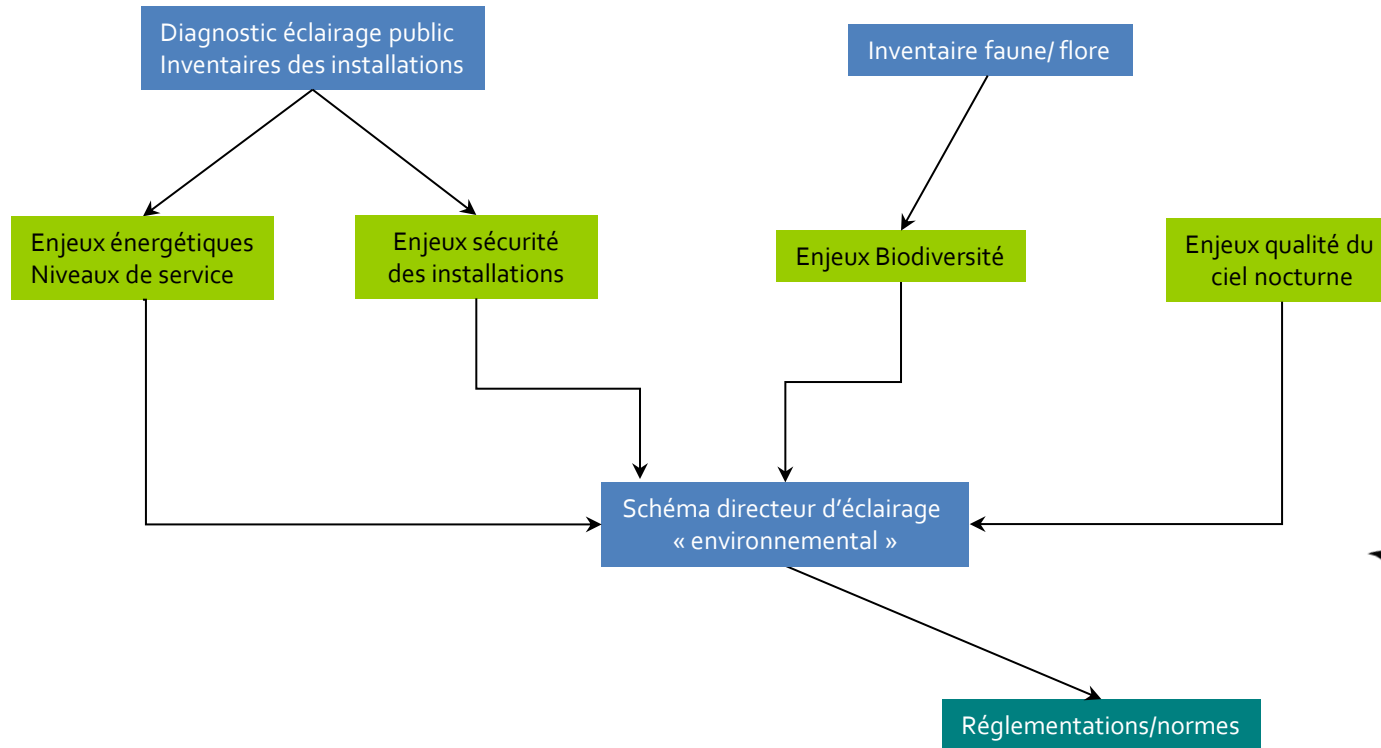 Diagnostic éclairage public
Inventaires des installations
Inventaire faune/ flore
Enjeux énergétiques
Niveaux de service
Enjeux sécurité
des installations
Enjeux Biodiversité
Enjeux qualité du
ciel nocturne
Schéma directeur d’éclairage
« environnemental »
Réglementations/normes